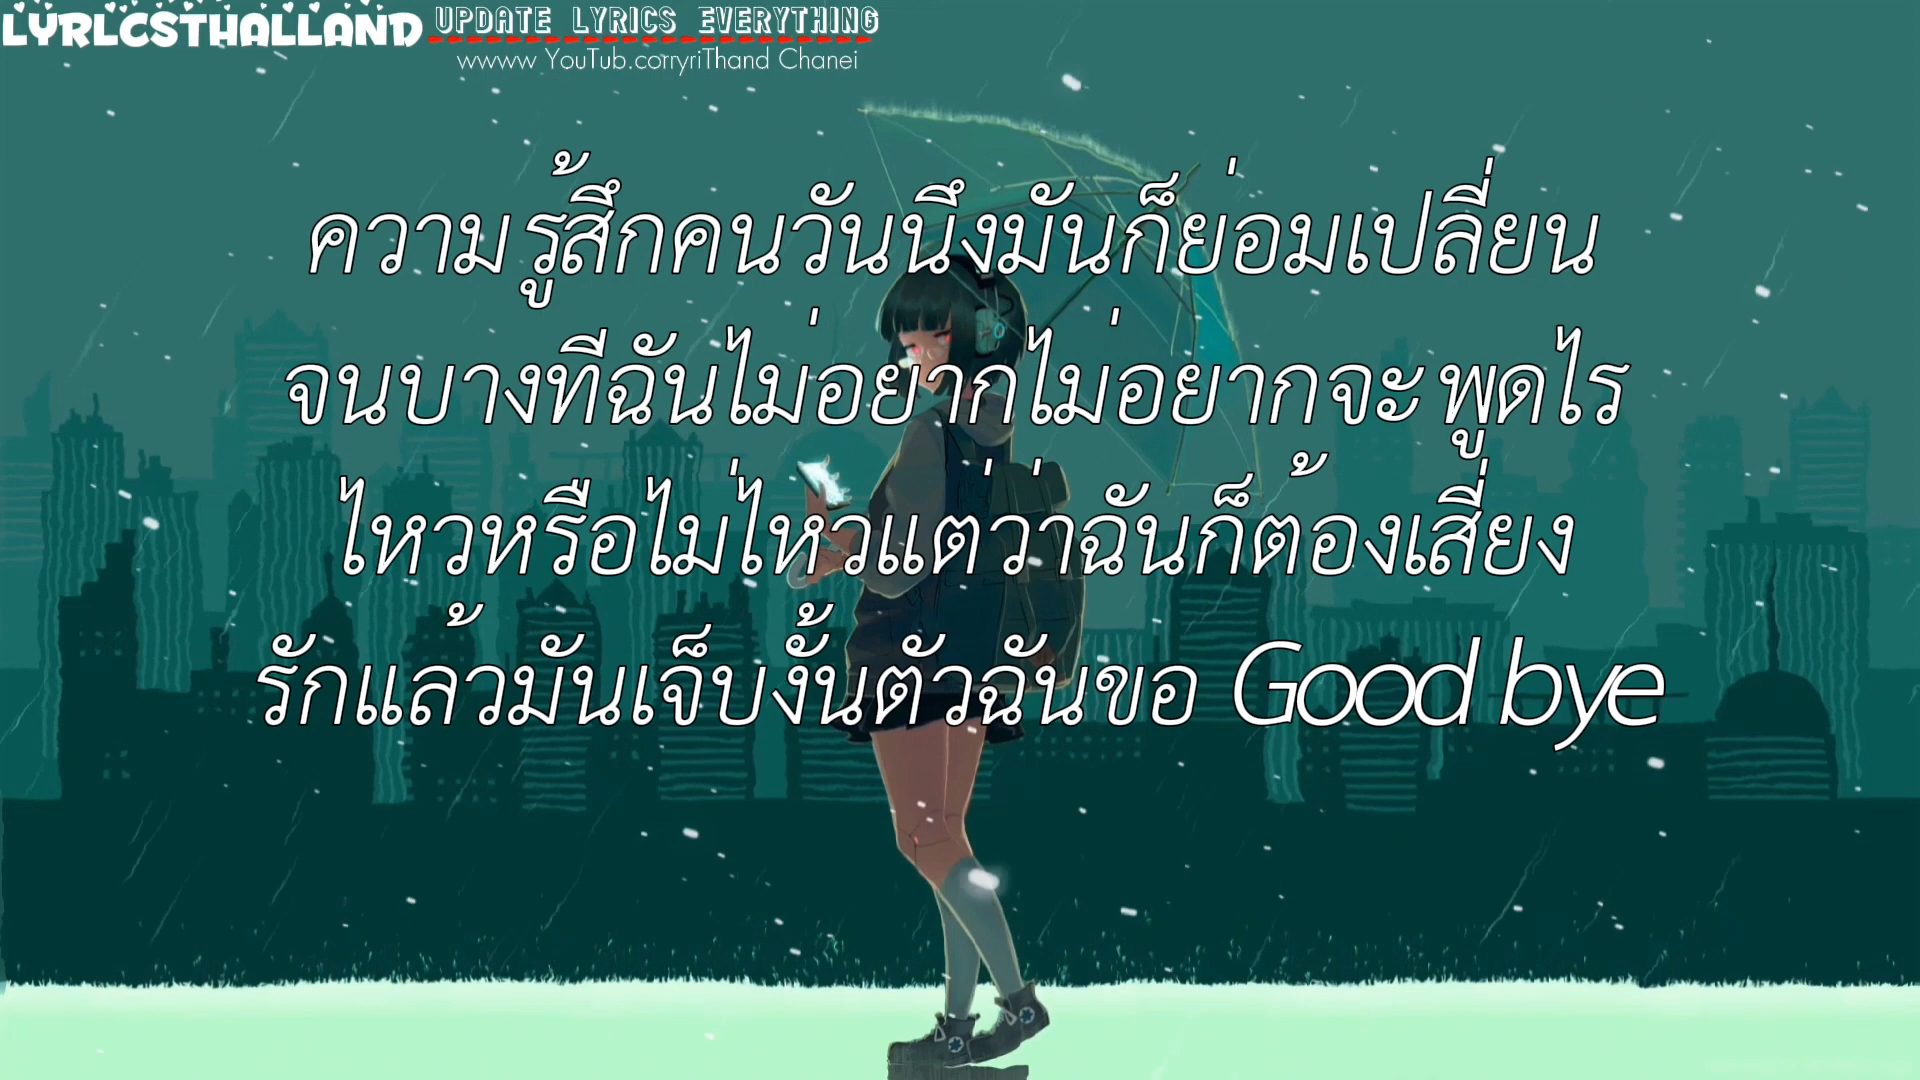 LYRLCSTHALLAND UPDATE LYRICS EVERYTHING
wwww YouTub.corryriThand Chanei
ความรู้สึกคนวันนึงมันก็ย่อมเปลี่ยน
จนบางทีฉันไม่อยากไม่อยากจะพูดไร
ไหวหรือไม่ไหวแต่ว่าฉันก็ต้องเสี่ยง
รักแล้วมันเจ็บงั้นตัวฉันขอ Good bye